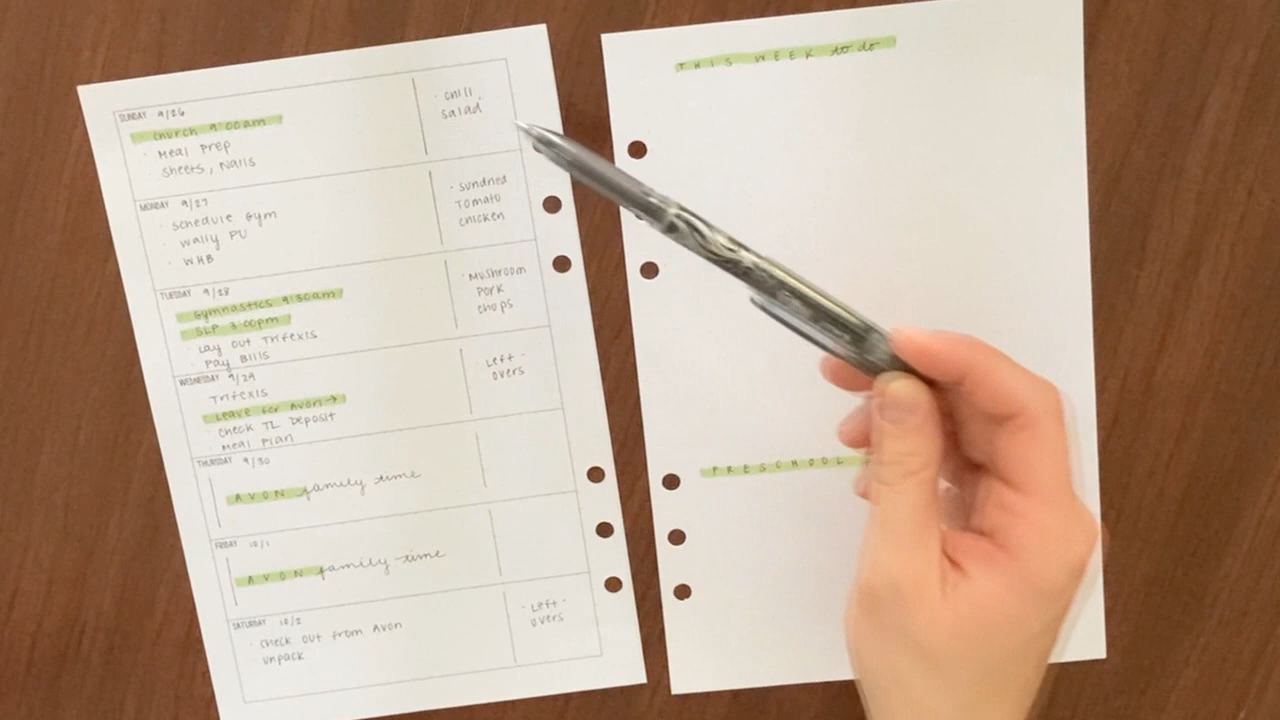 SUNDAY 9/26
Church 9:00am
· Meal Prep
· Sheets, Nails
· chili
salad
MONDAY 9/27
· Schedule Gym
· Wally PU
· WHB
· Sundried
Tomato
chicken
TUESDAY 9/28
· Gymnastics 9:30am
· SLP 3:00pm
· Lay out Trifexis
· Pay Bills
· Mushroom
Pork
chops
WEDNESDAY 9/29
Trifexis
· Leave for Avon →
· Check TL Deposit
· Meal Plan
Left-
overs
THURSDAY 9/30
AVON family time
FRIDAY 10/1
AVON family time
SATURDAY 10/2
· Check out from Avon
· Unpack
· Left-
overs
THIS WEEK to do
PRESCHOOL